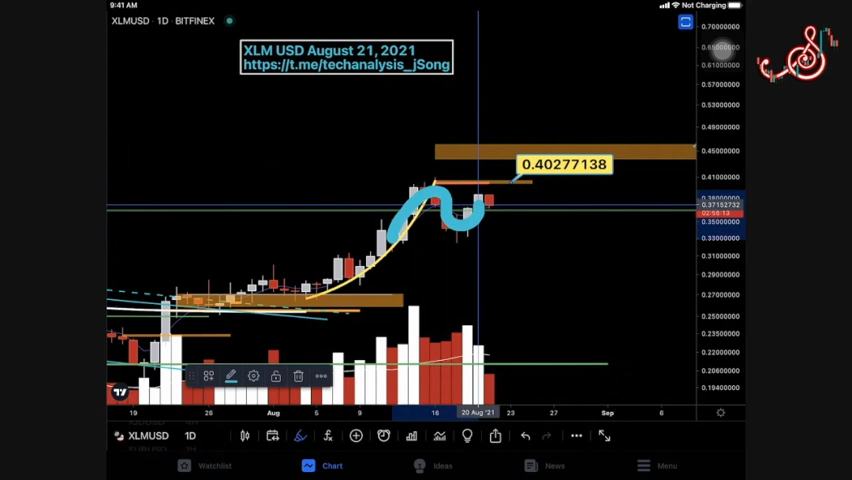 9:41 AM
Not Charging
XLMUSD · 1D · BITFINEX
XLM USD August 21, 2021
https://t.me/techanalysis_jSong
0.70000000
0.61000000
0.57000000
0.53000000
0.49000000
0.45000000
0.41000000
0.40277138
0.37152732
02:58:13
0.35000000
0.33000000
0.31000000
0.29000000
0.27000000
0.25000000
0.23500000
0.22000000
0.20600000
0.19400000
19
26
Aug
5
9
16
20 Aug '21
23
27
Sep
6
XLMUSD
1D
Watchlist
Chart
Ideas
News
Menu